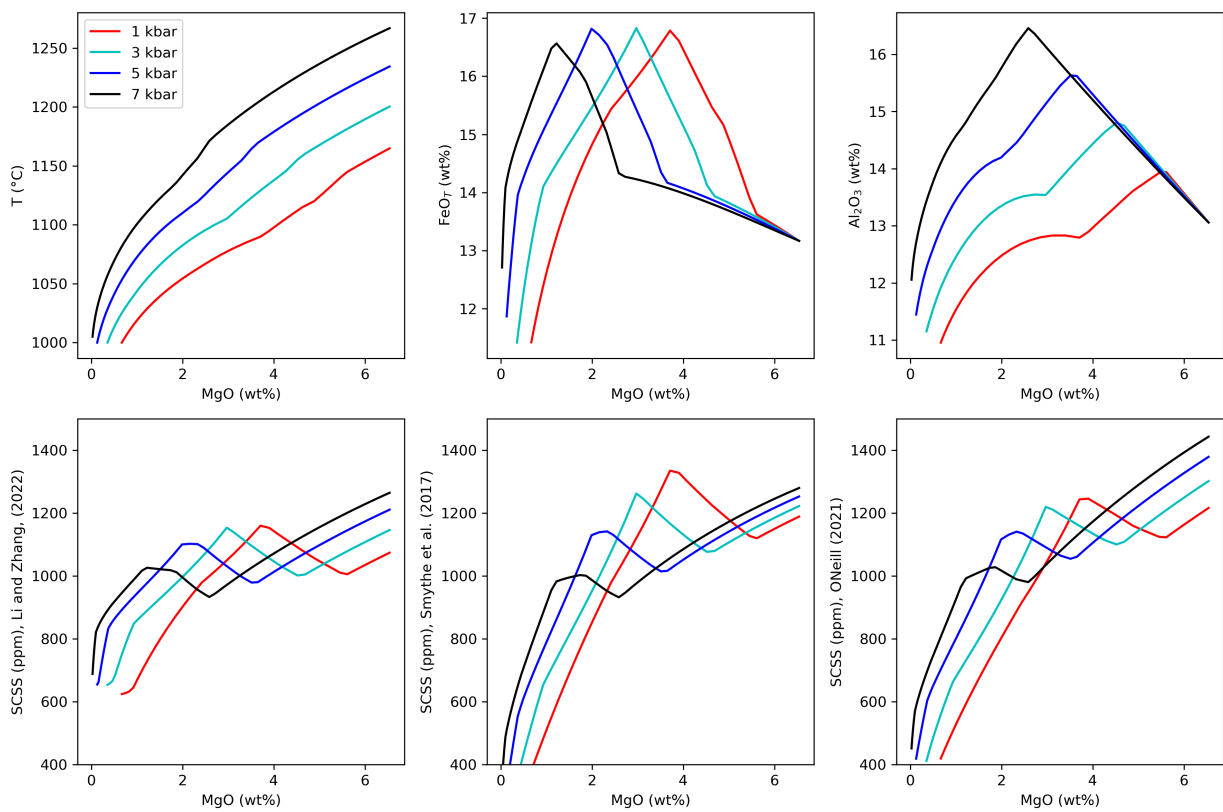 1 kbar
3 kbar
5 kbar
7 kbar
T (°C)
1250
1200
1150
1100
1050
1000
0 2 4 6
MgO (wt%)
FeO_T (wt%)
17
16
15
14
13
12
0 2 4 6
MgO (wt%)
Al₂O₃ (wt%)
16
15
14
13
12
11
0 2 4 6
MgO (wt%)
SCSS (ppm), Li and Zhang, (2022)
1400
1200
1000
800
600
400
0 2 4 6
MgO (wt%)
SCSS (ppm), Smythe et al. (2017)
1400
1200
1000
800
600
400
0 2 4 6
MgO (wt%)
SCSS (ppm), ONeill (2021)
1400
1200
1000
800
600
400
0 2 4 6
MgO (wt%)